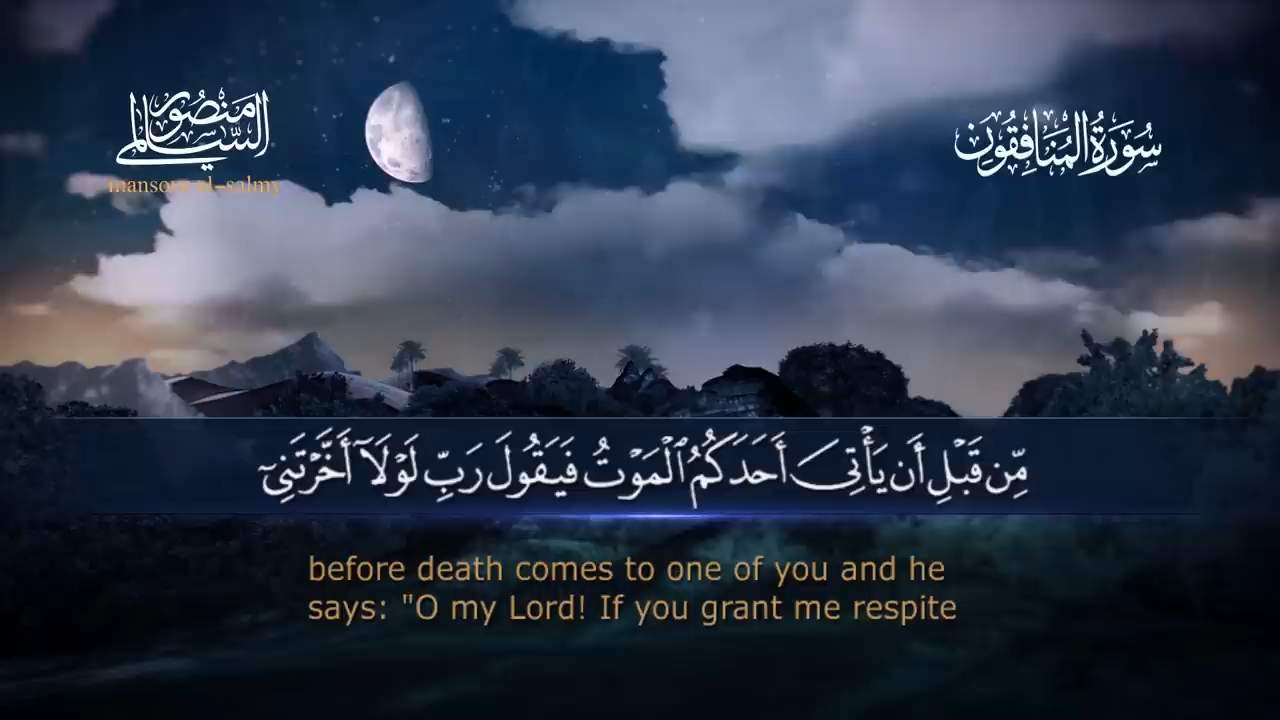 منصور السالمي
mansour al-salmy
سُورَةُ المُنَافِقُون
مِّن قَبْلِ أَن يَأْتِيَ أَحَدَكُمُ ٱلْمَوْتُ فَيَقُولَ رَبِّ لَوْلَآ أَخَّرْتَنِىٓ
before death comes to one of you and he
says: "O my Lord! If you grant me respite